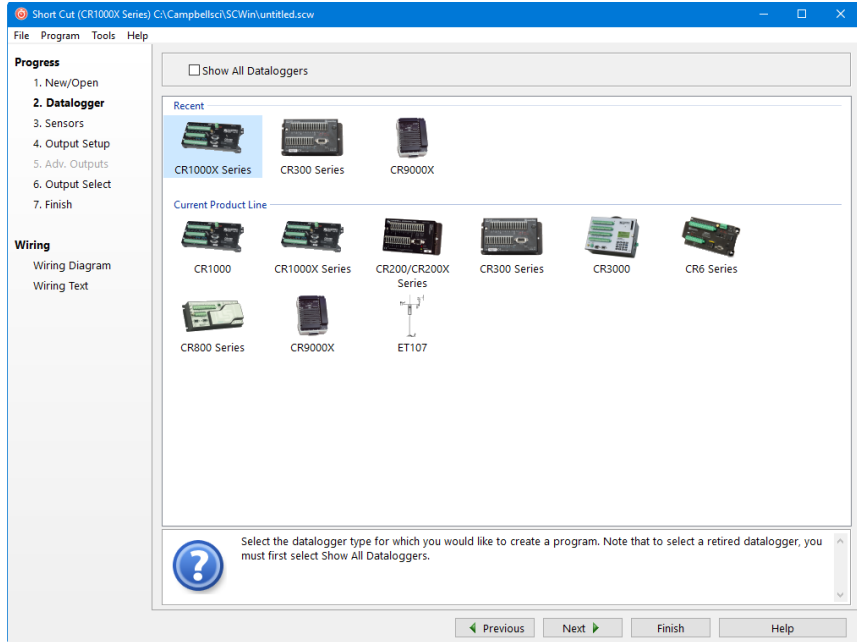 Short Cut (CR1000X Series) C:\Campbellsci\SCWin\untitled.scw
File Program Tools Help
Progress
1. New/Open
2. Datalogger
3. Sensors
4. Output Setup
5. Adv. Outputs
6. Output Select
7. Finish
Wiring
Wiring Diagram
Wiring Text
Show All Dataloggers
Recent
CR1000X Series CR300 Series CR9000X
Current Product Line
CR1000 CR1000X Series CR200/CR200X CR300 Series CR3000 CR6 Series
Series
CR800 Series CR9000X ET107
Select the datalogger type for which you would like to create a program. Note that to select a retired datalogger, you
must first select Show All Dataloggers.
Previous Next Finish Help